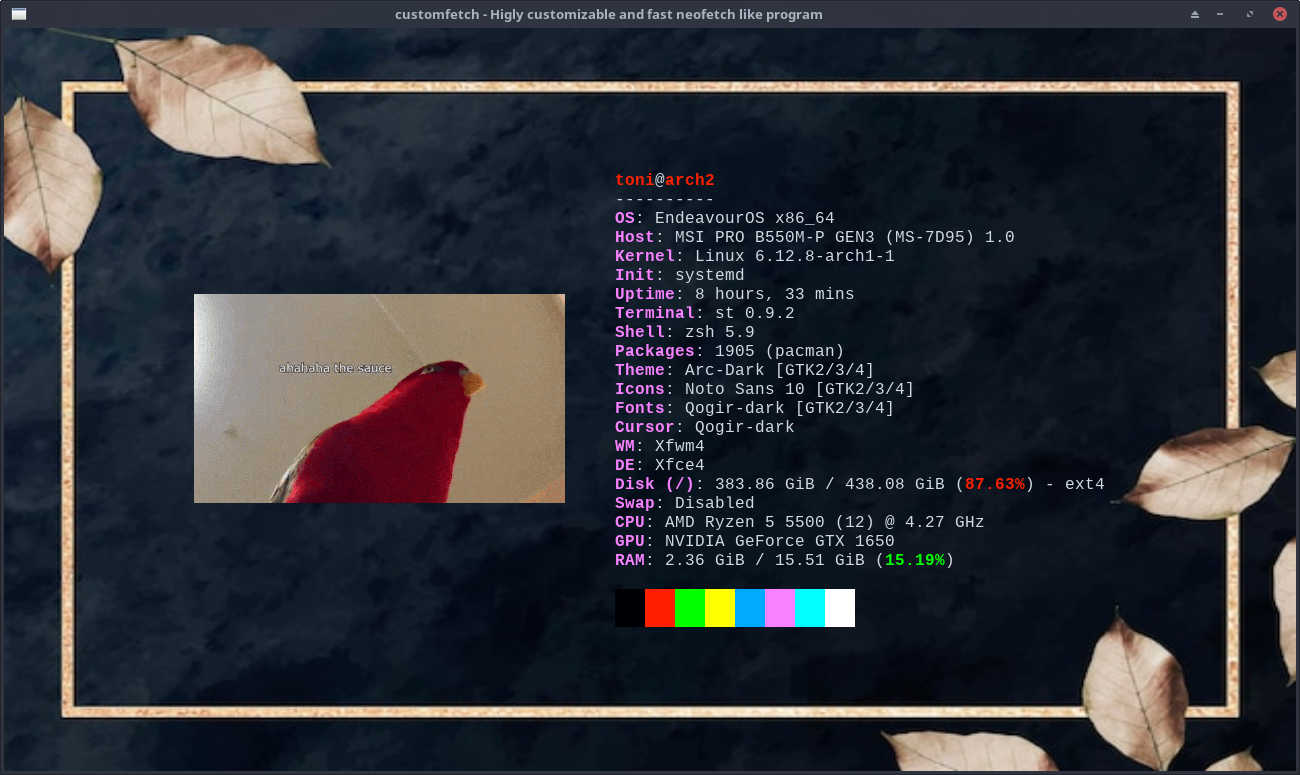 customfetch - Higly customizable and fast neofetch like program
ahahaha the sauce
toni@arch2
----------
OS: EndeavourOS x86_64
Host: MSI PRO B550M-P GEN3 (MS-7D95) 1.0
Kernel: Linux 6.12.8-arch1-1
Init: systemd
Uptime: 8 hours, 33 mins
Terminal: st 0.9.2
Shell: zsh 5.9
Packages: 1905 (pacman)
Theme: Arc-Dark [GTK2/3/4]
Icons: Noto Sans 10 [GTK2/3/4]
Fonts: Qogir-dark [GTK2/3/4]
Cursor: Qogir-dark
WM: Xfwm4
DE: Xfce4
Disk (/): 383.86 GiB / 438.08 GiB (87.63%) - ext4
Swap: Disabled
CPU: AMD Ryzen 5 5500 (12) @ 4.27 GHz
GPU: NVIDIA GeForce GTX 1650
RAM: 2.36 GiB / 15.51 GiB (15.19%)